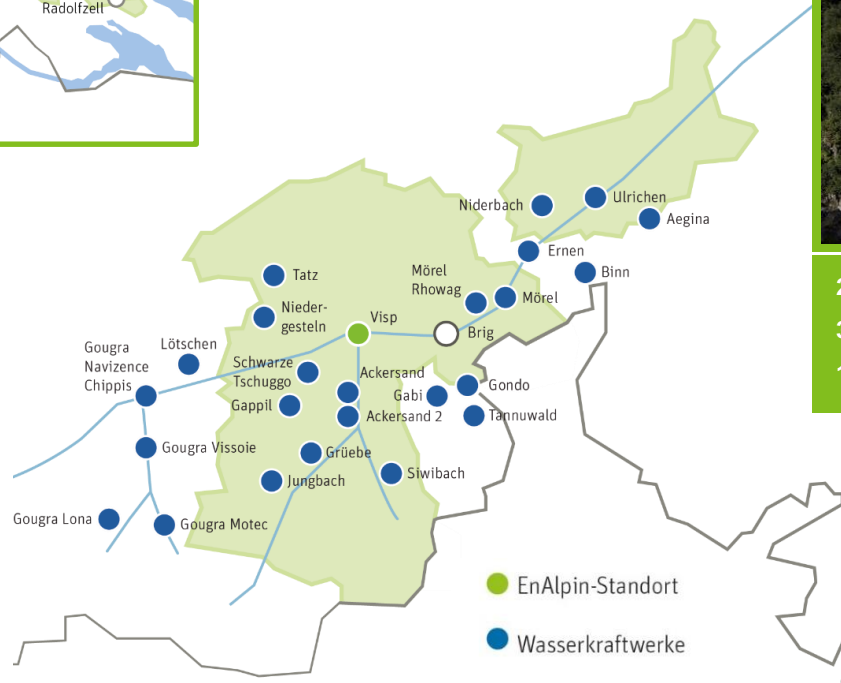 Radolfzell
Niderbach
Ulrichen
Aegina
Ernen
Binn
Mörel
Rhowag
Mörel
Tatz
Nieder-
gesteln
Visp
Brig
Lötschen
Gougra
Navizence
Chippis
Schwarze
Tschuggo
Ackersand
Gondo
Gabi
Gappil
Ackersand 2
Tannuwald
Gougra Vissoie
Grüebe
Siwibach
Jungbach
Gougra Lona
Gougra Motec
EnAlpin-Standort
Wasserkraftwerke